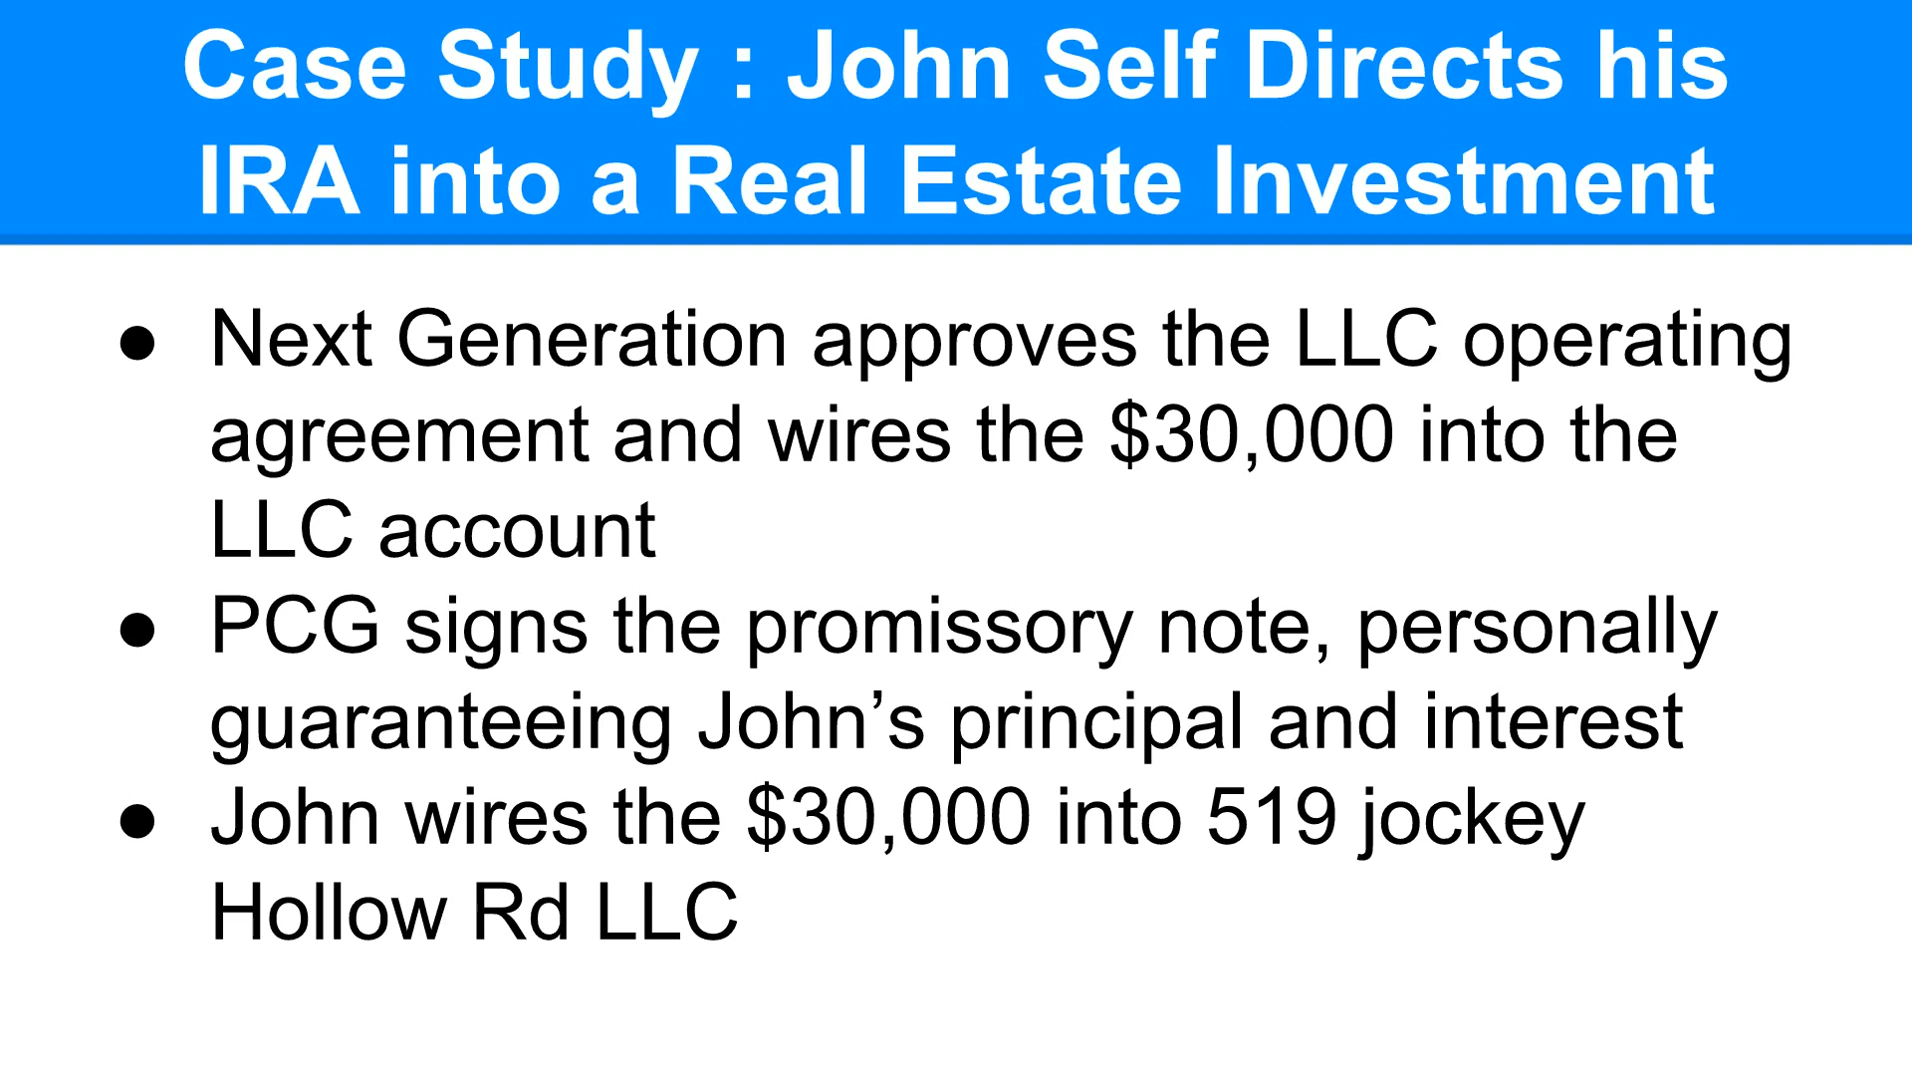 Case Study : John Self Directs his
IRA into a Real Estate Investment
● Next Generation approves the LLC operating
agreement and wires the $30,000 into the
LLC account
● PCG signs the promissory note, personally
guaranteeing John’s principal and interest
● John wires the $30,000 into 519 jockey
Hollow Rd LLC